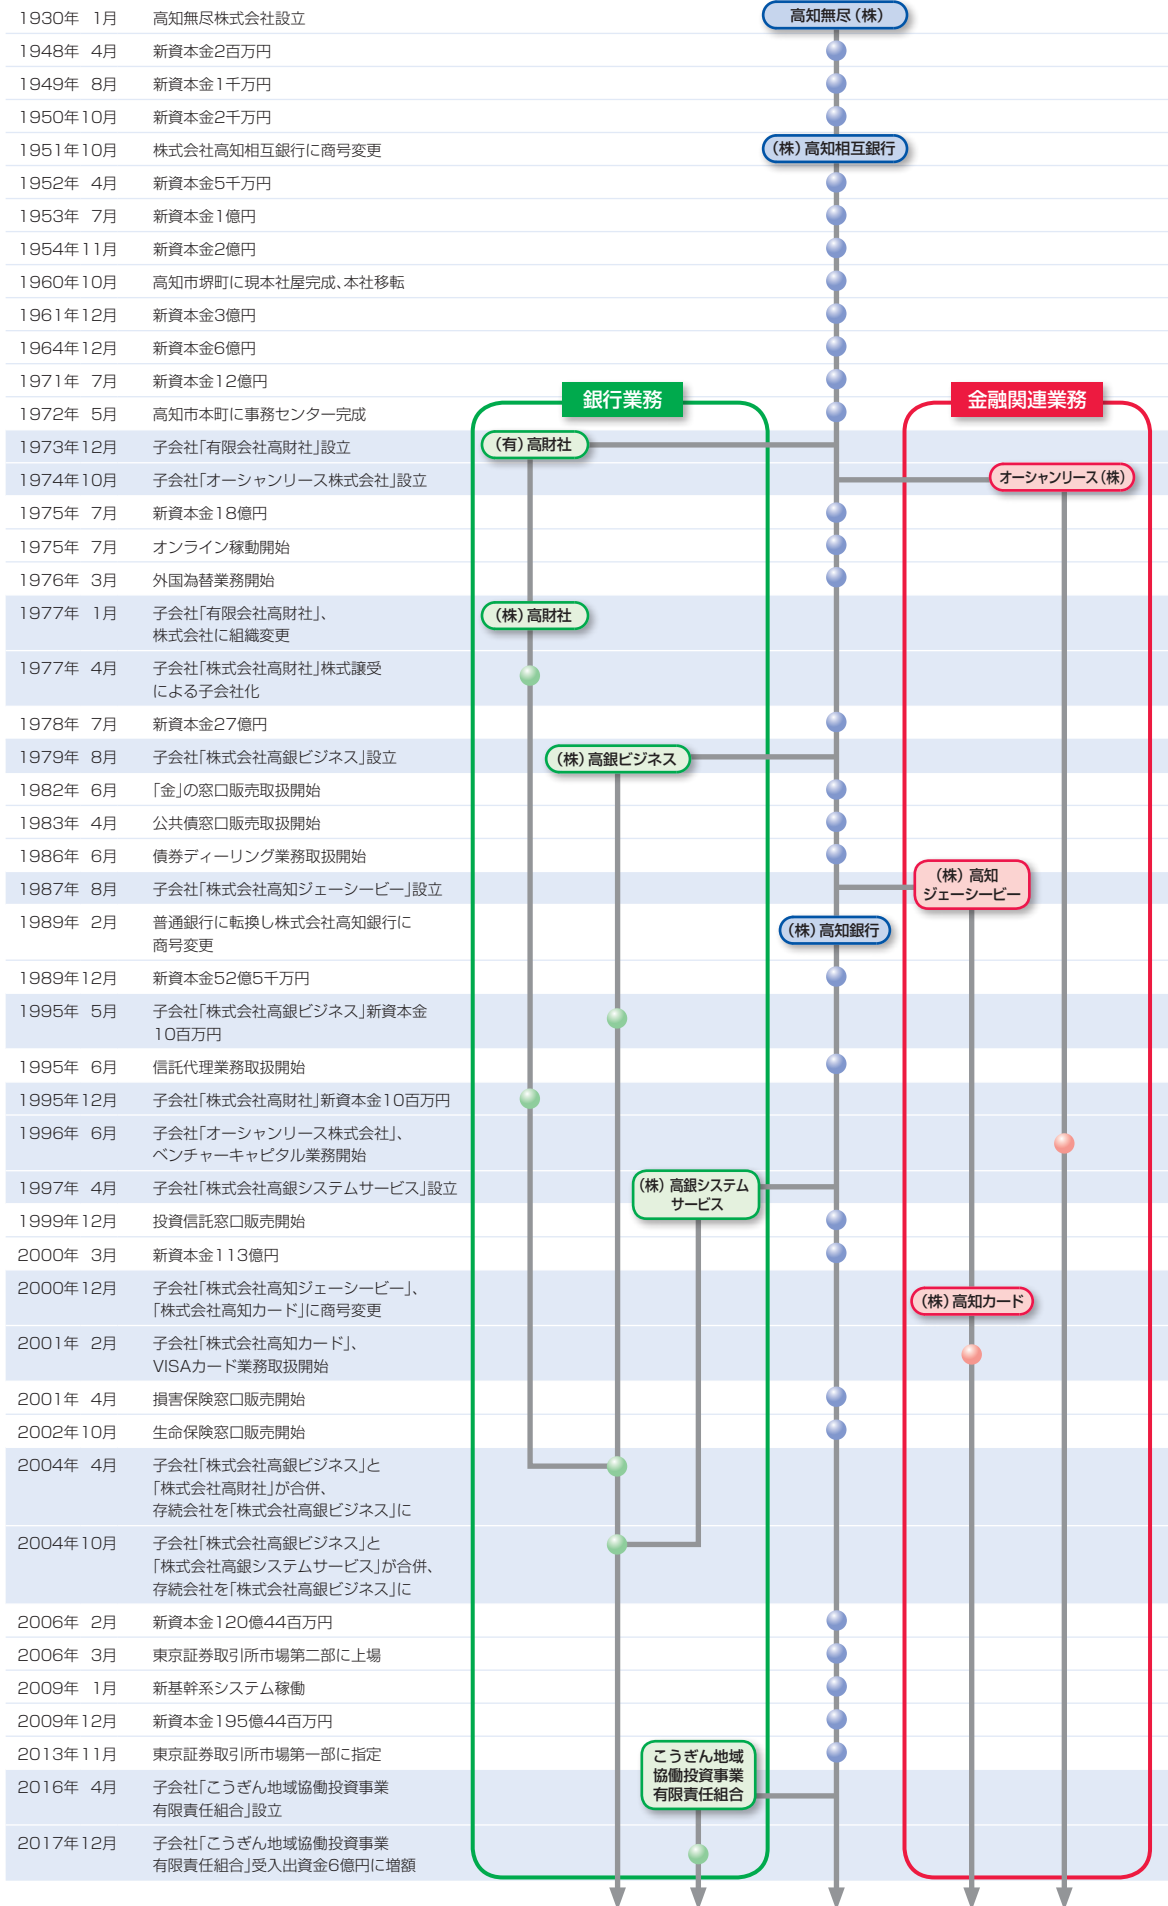 1930年 1月 高知無尽株式会社設立
高知無尽(株)
1948年 4月 新資本金2百万円
1949年 8月 新資本金1千万円
1950年10月 新資本金2千万円
1951年10月 株式会社高知相互銀行に商号変更
(株)高知相互銀行
1952年 4月 新資本金5千万円
1953年 7月 新資本金1億円
1954年11月 新資本金2億円
1960年10月 高知市堺町に現本社屋完成、本社移転
1961年12月 新資本金3億円
1964年12月 新資本金6億円
1971年 7月 新資本金12億円
銀行業務
金融関連業務
1972年 5月 高知市本町に事務センター完成
1973年12月 子会社「有限会社高財社」設立
(有)高財社
1974年10月 子会社「オーシャンリース株式会社」設立
オーシャンリース(株)
1975年 7月 新資本金18億円
1975年 7月 オンライン稼動開始
1976年 3月 外国為替業務開始
1977年 1月 子会社「有限会社高財社」、
株式会社に組織変更
(株)高財社
1977年 4月 子会社「株式会社高財社」株式譲受
による子会社化
1978年 7月 新資本金27億円
1979年 8月 子会社「株式会社高銀ビジネス」設立
(株)高銀ビジネス
1982年 6月 「金」の窓口販売取扱開始
1983年 4月 公共債窓口販売取扱開始
1986年 6月 債券ディーリング業務取扱開始
1987年 8月 子会社「株式会社高知ジェーシービー」設立
(株)高知
ジェーシービー
1989年 2月 普通銀行に転換し株式会社高知銀行に
商号変更
(株)高知銀行
1989年12月 新資本金52億5千万円
1995年 5月 子会社「株式会社高銀ビジネス」新資本金
10百万円
1995年 6月 信託代理業務取扱開始
1995年12月 子会社「株式会社高財社」新資本金10百万円
1996年 6月 子会社「オーシャンリース株式会社」、
ベンチャーキャピタル業務開始
1997年 4月 子会社「株式会社高銀システムサービス」設立
(株)高銀システム
サービス
1999年12月 投資信託窓口販売開始
2000年 3月 新資本金113億円
2000年12月 子会社「株式会社高知ジェーシービー」、
「株式会社高知カード」に商号変更
(株)高知カード
2001年 2月 子会社「株式会社高知カード」、
VISAカード業務取扱開始
2001年 4月 損害保険窓口販売開始
2002年10月 生命保険窓口販売開始
2004年 4月 子会社「株式会社高銀ビジネス」と
「株式会社高財社」が合併、
存続会社を「株式会社高銀ビジネス」に
2004年10月 子会社「株式会社高銀ビジネス」と
「株式会社高銀システムサービス」が合併、
存続会社を「株式会社高銀ビジネス」に
2006年 2月 新資本金120億44百万円
2006年 3月 東京証券取引所市場第二部に上場
2009年 1月 新基幹系システム稼働
2009年12月 新資本金195億44百万円
2013年11月 東京証券取引所市場第一部に指定
こうぎん地域
協働投資事業
有限責任組合
2016年 4月 子会社「こうぎん地域協働投資事業
有限責任組合」設立
2017年12月 子会社「こうぎん地域協働投資事業
有限責任組合」受入出資金6億円に増額